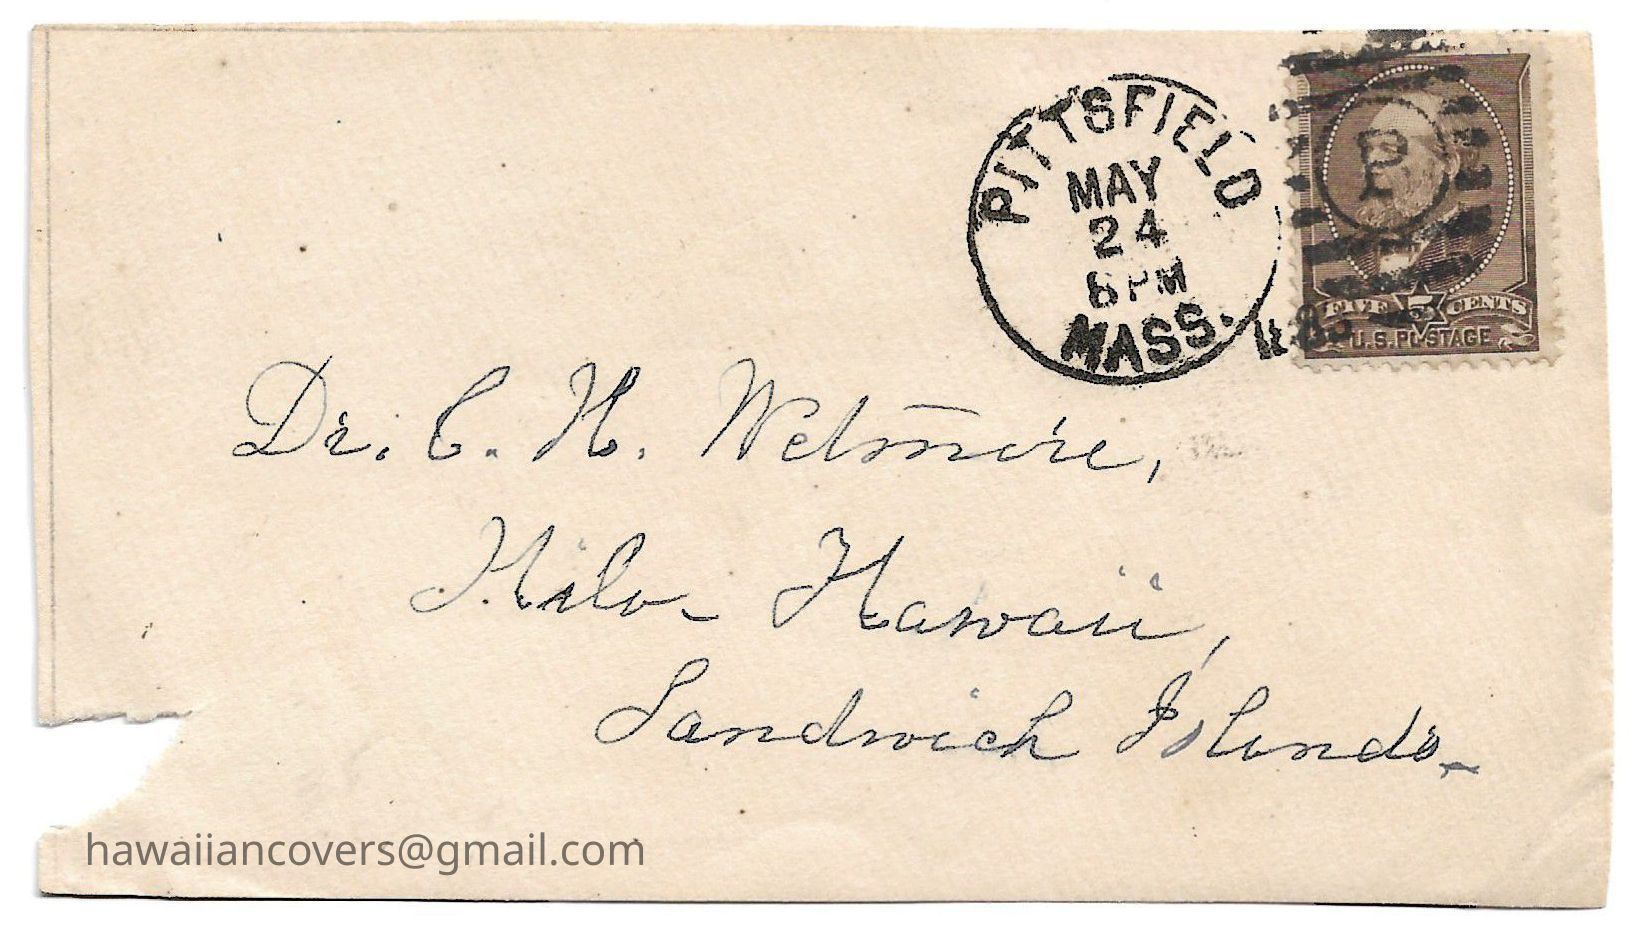 PITTSFIELD
MAY
24
6 PM
MASS.
P
FIVE 5 CENTS
U.S. POSTAGE
Dr. C. H. Wetmore,
Hilo- Hawaii,
Sandwich Islands-
hawaiiancovers@gmail.com